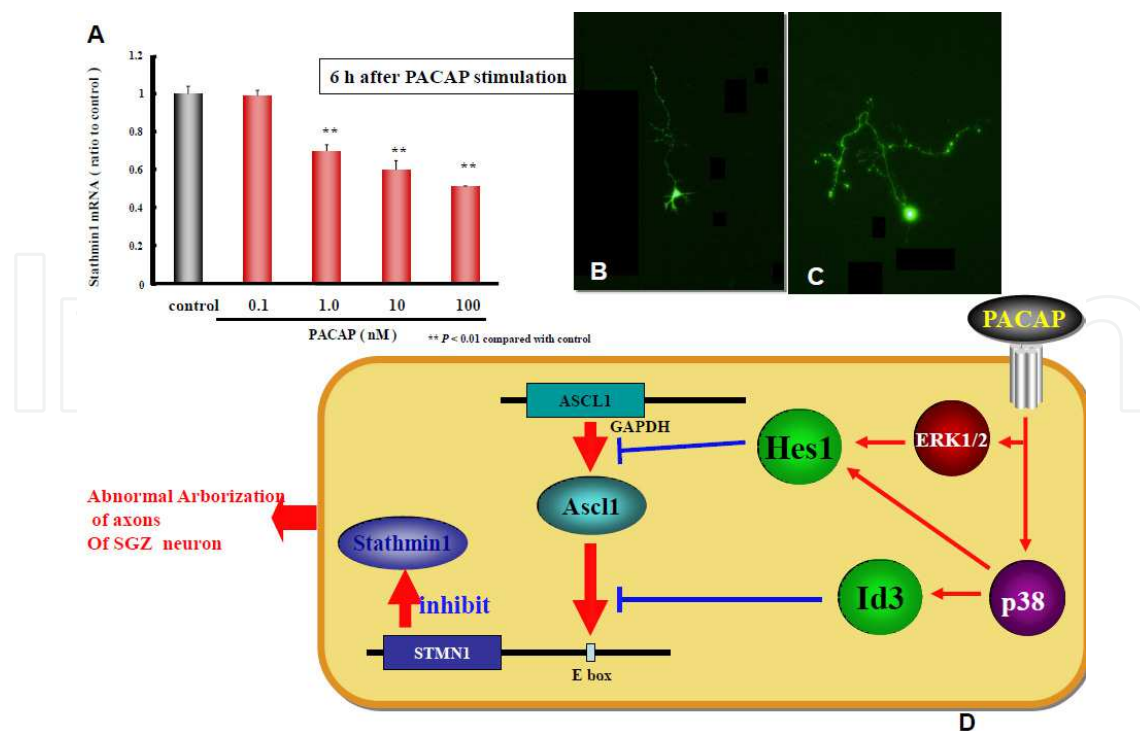 A
1.2
1
0.8
0.6
0.4
0.2
0
Stathmin1 mRNA ( ratio to control )
6 h after PACAP stimulation
**
**
**
control 0.1 1.0 10 100
PACAP ( nM )
** P < 0.01 compared with control
B
C
PACAP
ASCL1
GAPDH
Hes1
ERK1/2
Ascl1
Abnormal Arborization
of axons
Of SGZ neuron
Stathmin1
inhibit
Id3
p38
STMN1
E box
D